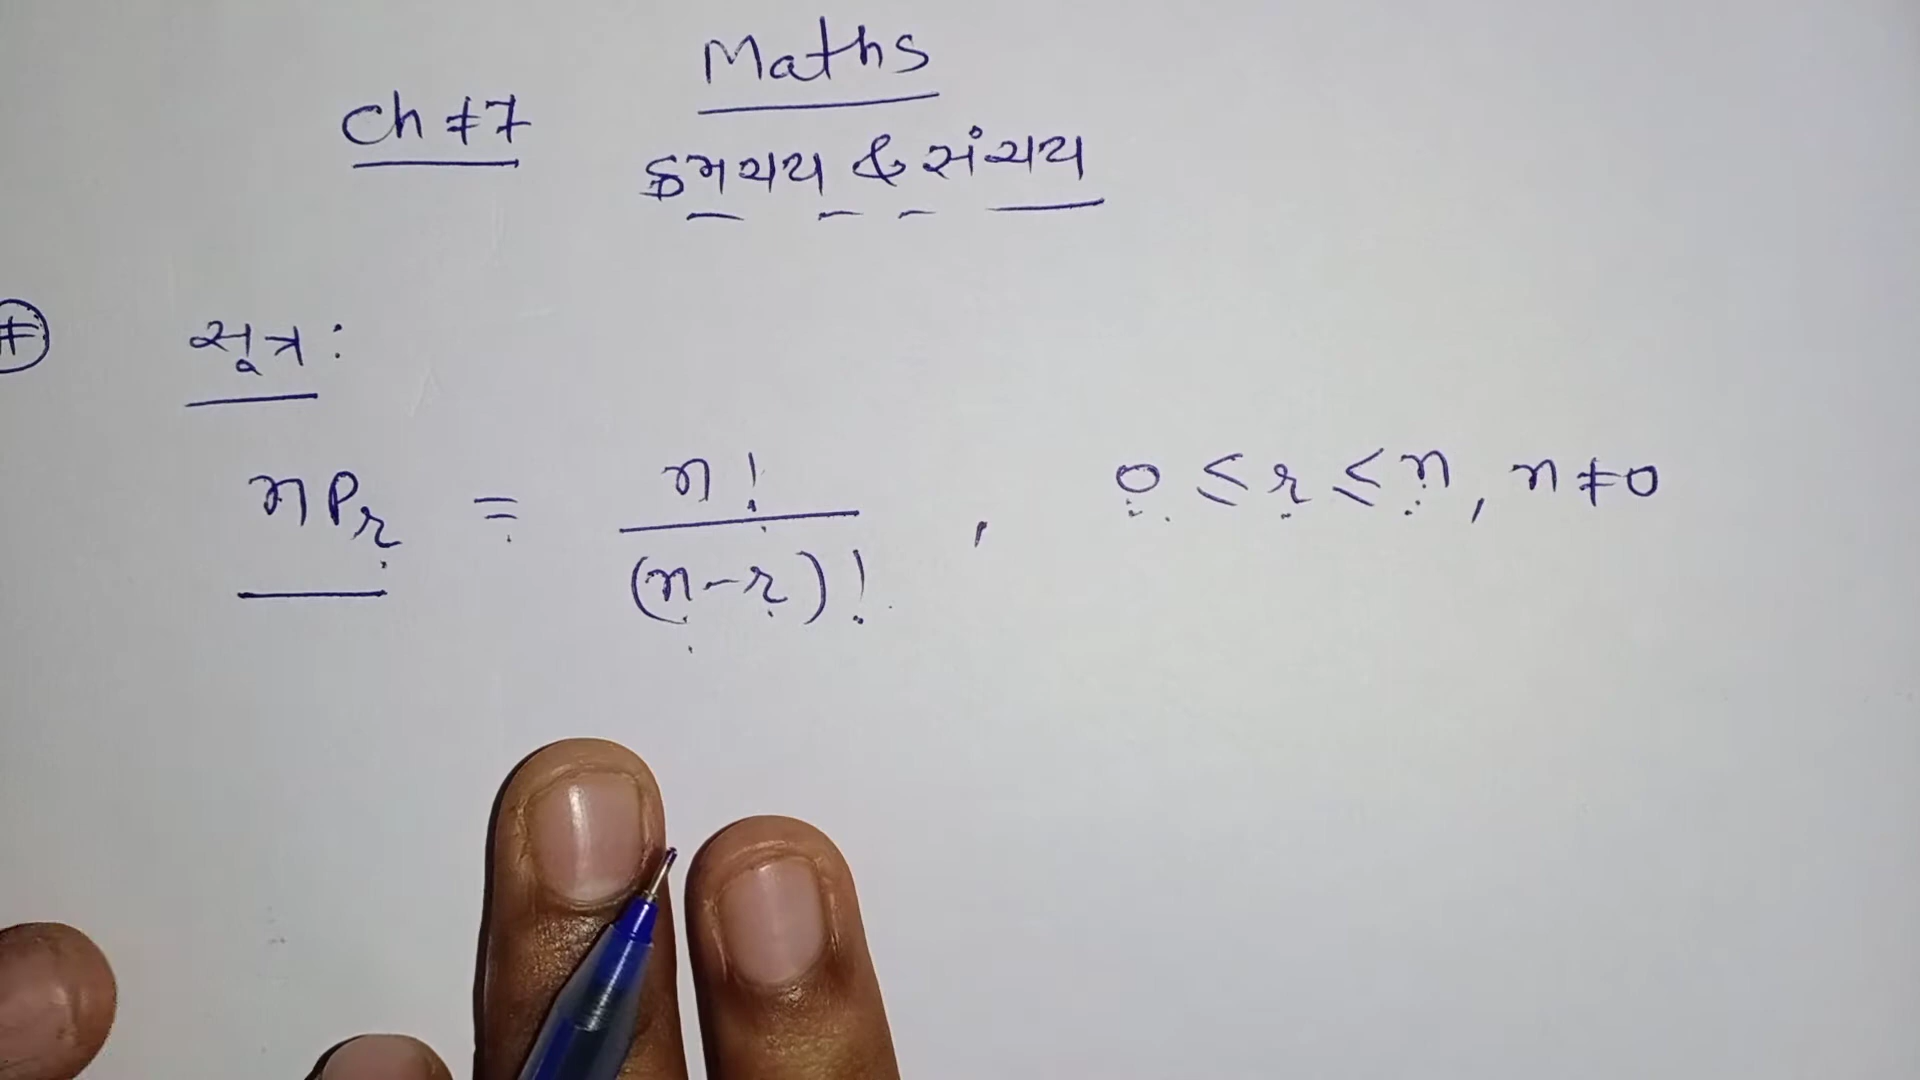 Maths
Ch #7
ક્રમચય & સંચય
# સૂત્ર :
nPr = n! / (n-r)! , 0 ≤ r ≤ n, n ≠ 0